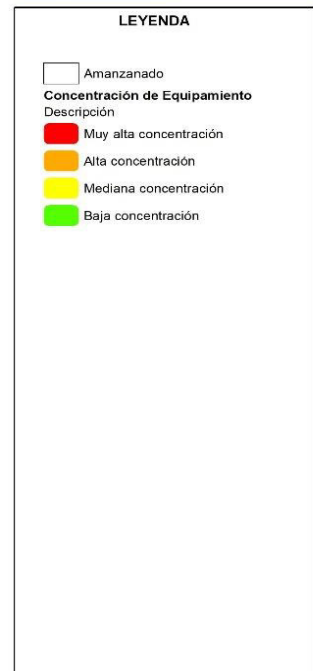 LEYENDA
Amanzanado
Concentración de Equipamiento
Descripción
Muy alta concentración
Alta concentración
Mediana concentración
Baja concentración